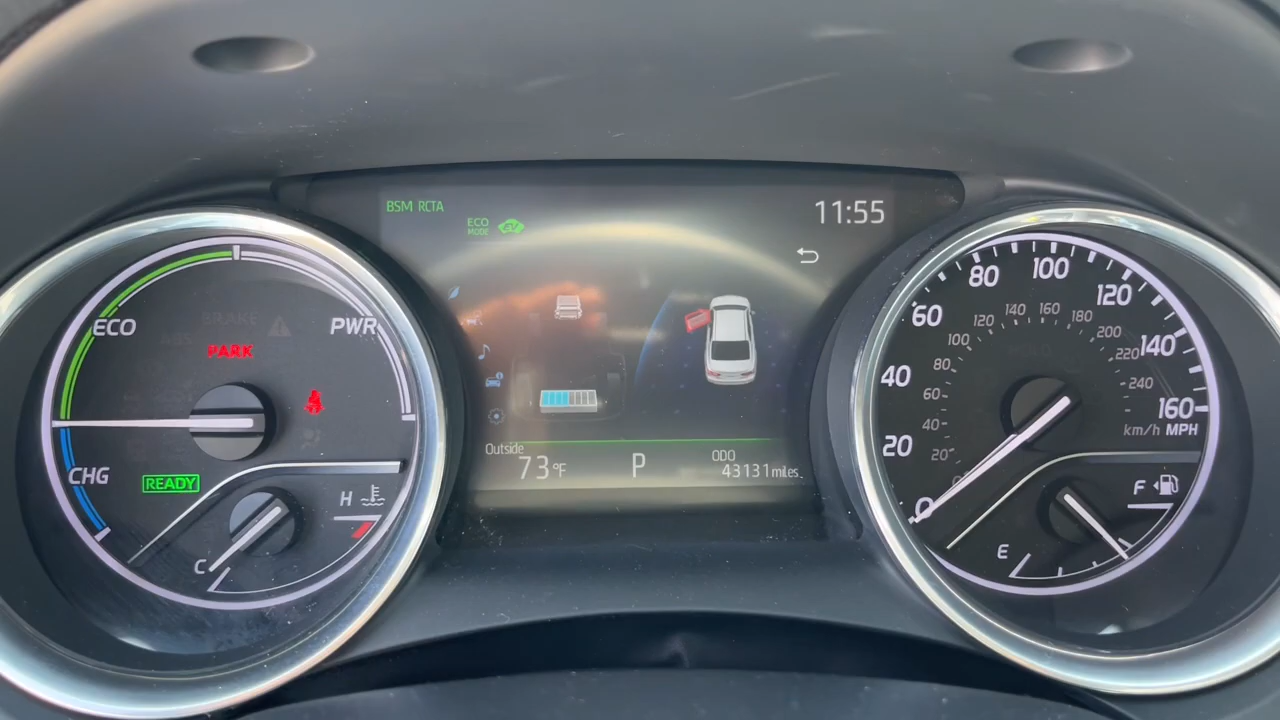 BSM RCTA
ECO MODE EV
11:55
ECO
PWR
BRAKE
PARK
CHG
READY
H
C
Outside
73°F
P
ODO
43131 miles
0
20
40
60
80
100
120
140
160
km/h MPH
20
40
60
80
100
120
140
160
180
200
220
240
F
E